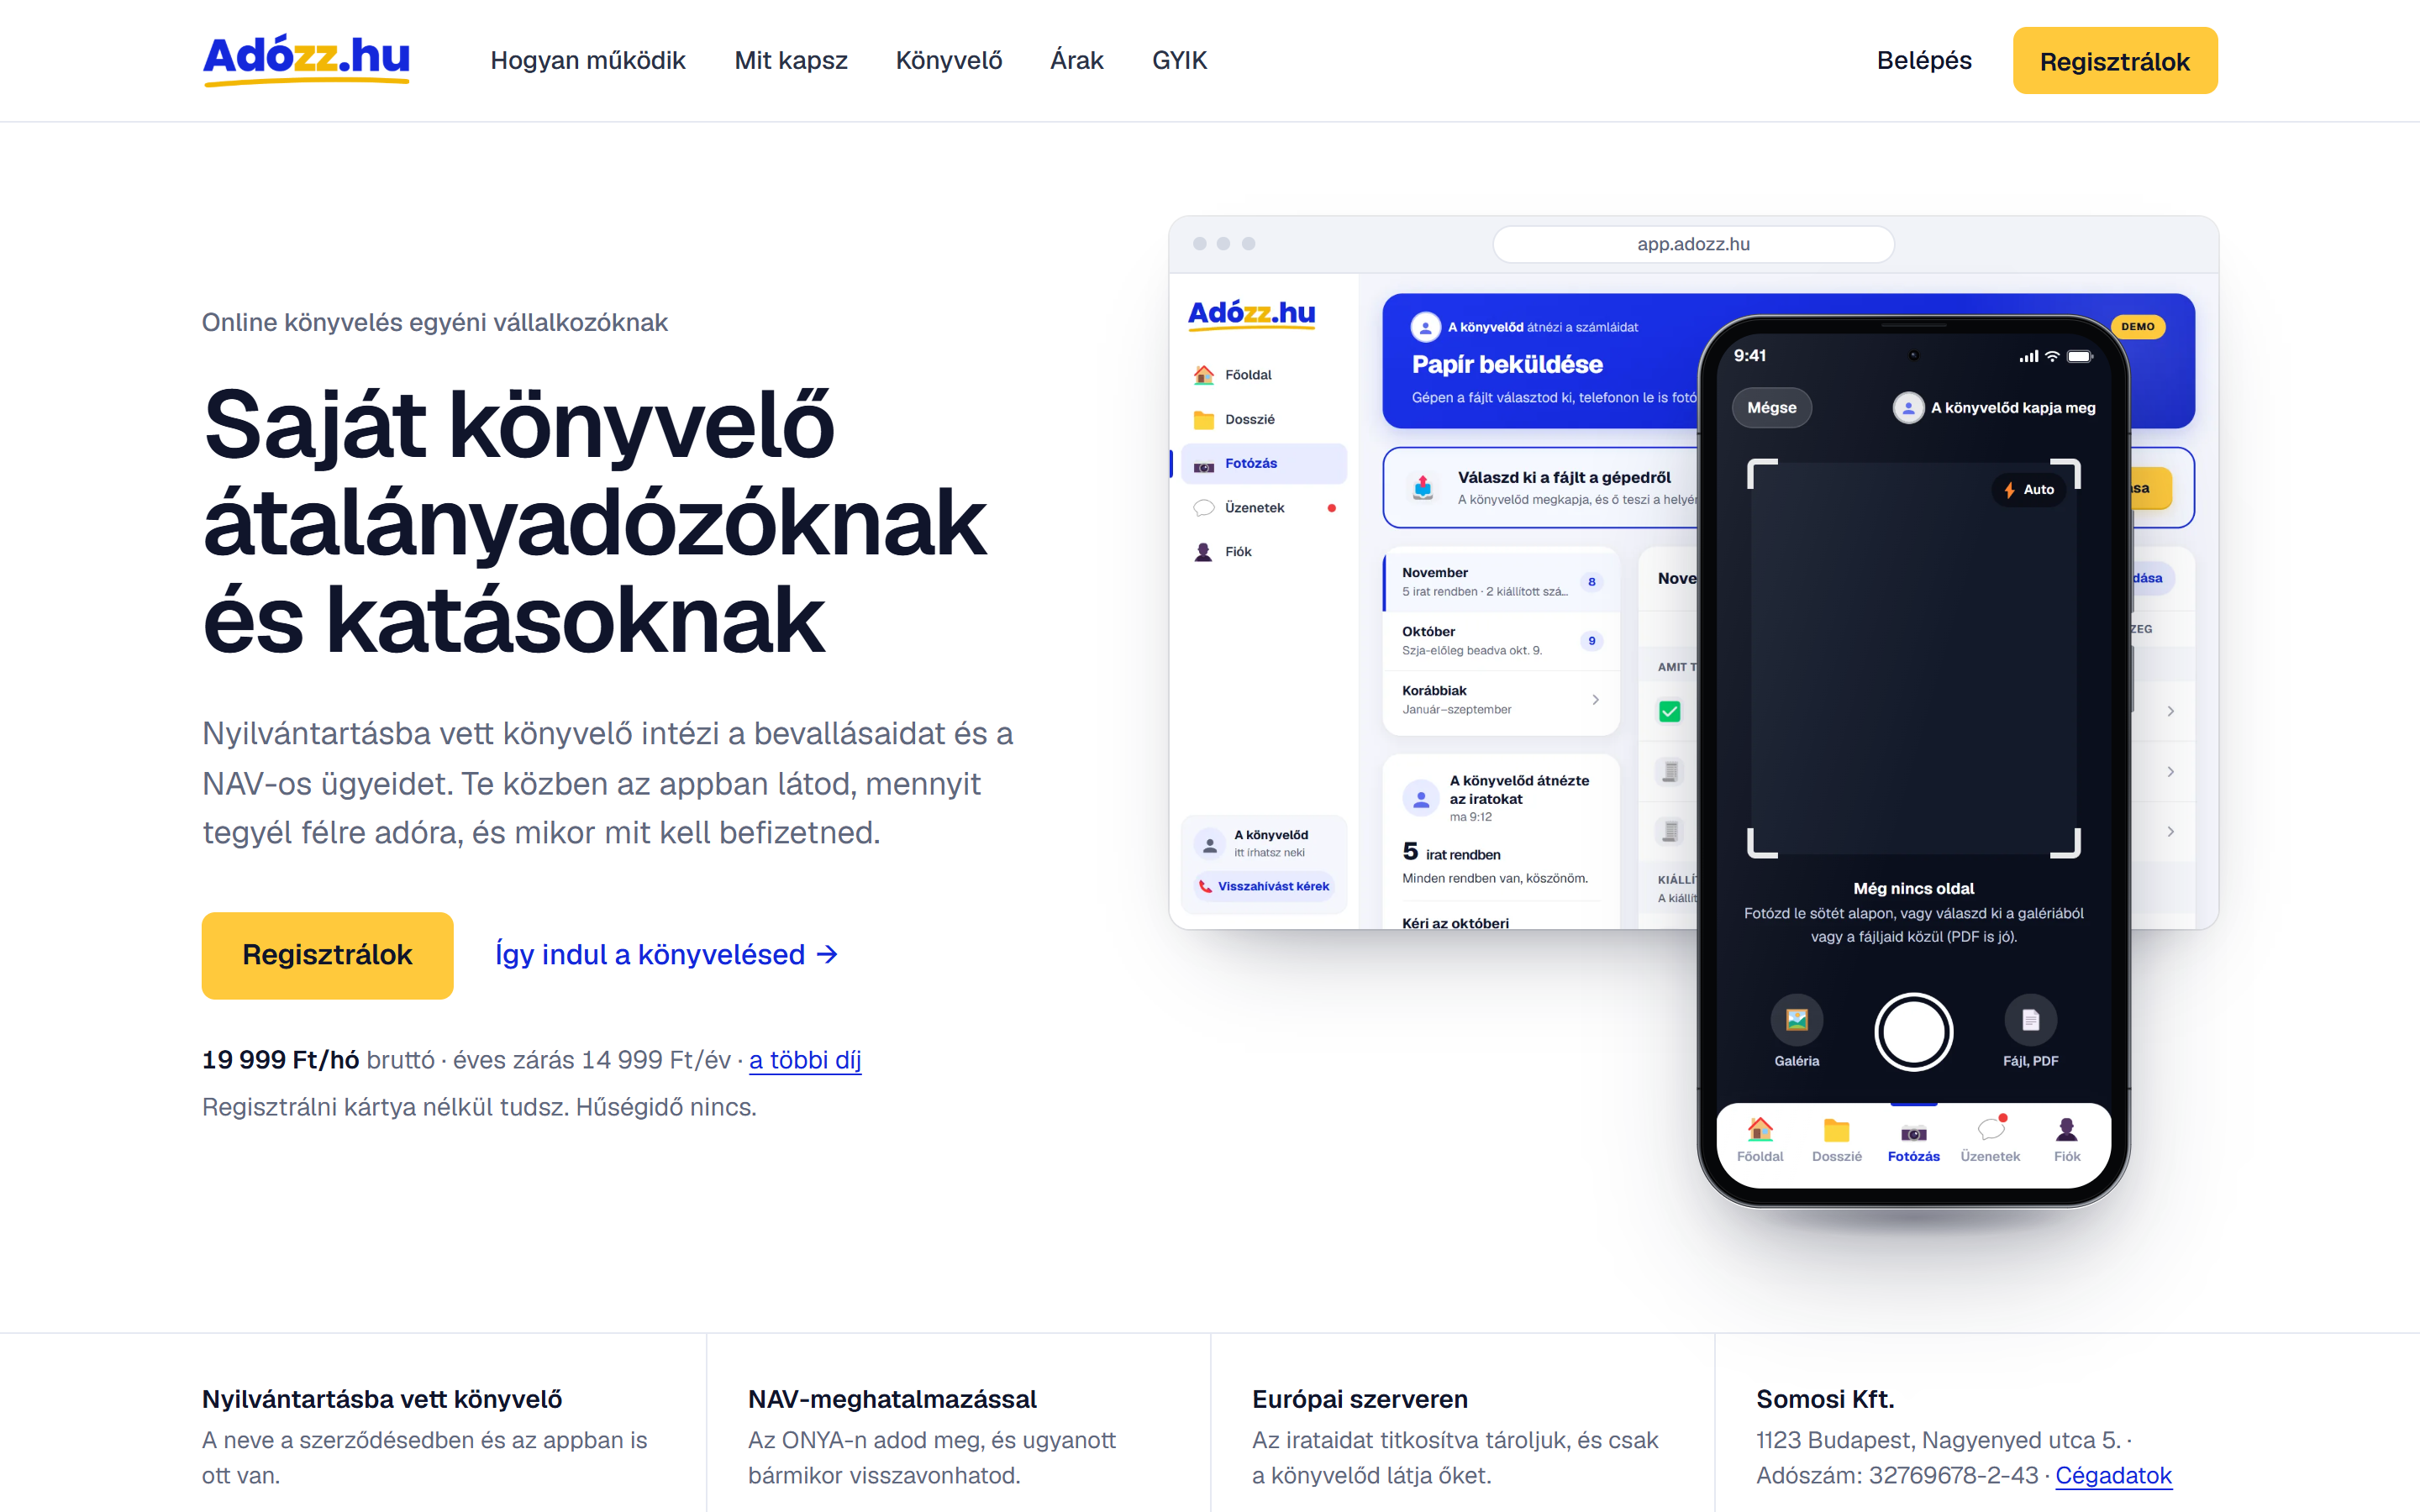 Adózz.hu
Hogyan működik
Mit kapsz
Könyvelő
Árak
GYIK
Belépés
Regisztrálok
Online könyvelés egyéni vállalkozóknak
Saját könyvelő
átalányadózóknak
és katásoknak
Nyilvántartásba vett könyvelő intézi a bevallásaidat és a
NAV-os ügyeidet. Te közben az appban látod, mennyit
tegyél félre adóra, és mikor mit kell befizetned.
Regisztrálok
Így indul a könyvelésed →
19 999 Ft/hó bruttó · éves zárás 14 999 Ft/év · a többi díj
Regisztrálni kártya nélkül tudsz. Hűségidő nincs.
app.adozz.hu
Adózz.hu
Főoldal
Dosszié
Fotózás
Üzenetek
Fiók
A könyvelőd
itt írhatsz neki
Visszahívást kérek
A könyvelőd átnézi a számláidat
DEMO
Papír beküldése
Gépen a fájlt választod ki, telefonon le is
Válaszd ki a fájlt a gépedről
A könyvelőd megkapja, és ő teszi a
November
5 irat rendben · 2 kiállított szá...
8
Október
Szja-előleg beadva okt. 9.
9
Korábbiak
Január–szeptember
A könyvelőd átnézte
az iratokat
ma 9:12
5 irat rendben
Minden rendben van, köszönöm.
Kéri az októberi
AMIT
A
9:41
Mégse
A könyvelőd kapja meg
Auto
Még nincs oldal
Fotózd le sötét alapon, vagy válaszd ki a galériából
vagy a fájljaid közül (PDF is jó).
Galéria
Fájl, PDF
Főoldal
Dosszié
Fotózás
Üzenetek
Fiók
Nyilvántartásba vett könyvelő
A neve a szerződésedben és az appban is
ott van.
NAV-meghatalmazással
Az ONYA-n adod meg, és ugyanott
bármikor visszavonhatod.
Európai szerveren
Az irataidat titkosítva tároljuk, és csak
a könyvelőd látja őket.
Somosi Kft.
1123 Budapest, Nagyenyed utca 5. ·
Adószám: 32769678-2-43 · Cégadatok